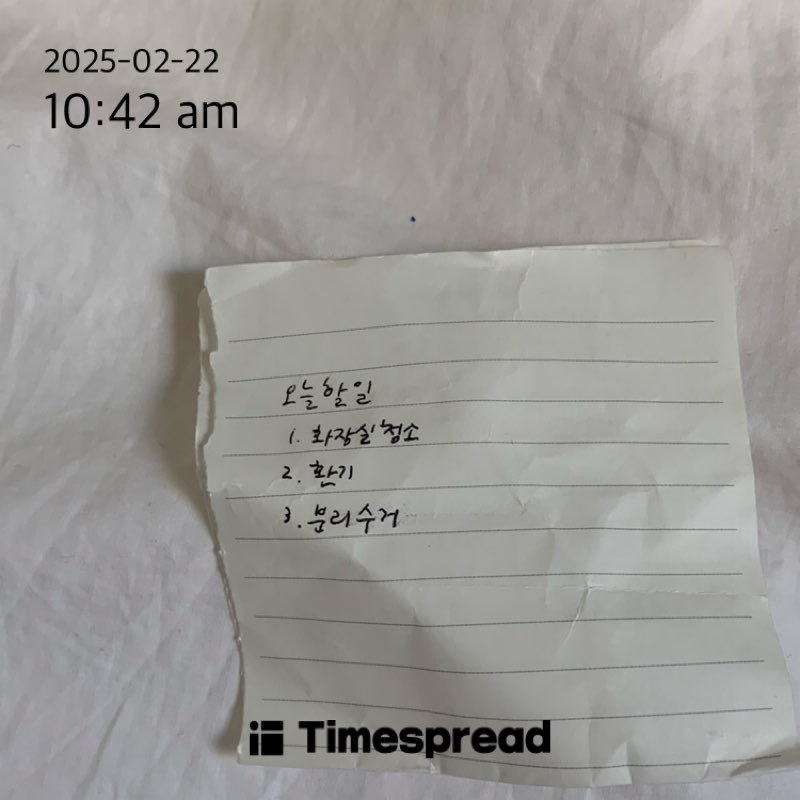 2025-02-22
10:42 am
오늘할일
1. 화장실청소
2. 환기
3. 분리수거
Timespread